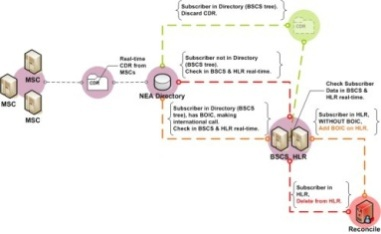 Subscriber in Directory (BSCS tree).
Discard CDR.
CDR
Real-time
CDR from
MSCs
Subscriber not in Directory
(BSCS tree).
Check in BSCS & HLR real-time.
MSC
MSC
MSC
CDR
NEA Directory
Check Subscriber
Data in BSCS &
HLR real-time.
Subscriber in Directory (BSCS
tree), has BOIC, making
international call.
Check in BSCS & HLR real-time.
Subscriber in HLR,
WITHOUT BOIC.
Add BOIC on HLR.
BSCS HLR
Subscriber in
HLR,
Delete from HLR.
Reconcile